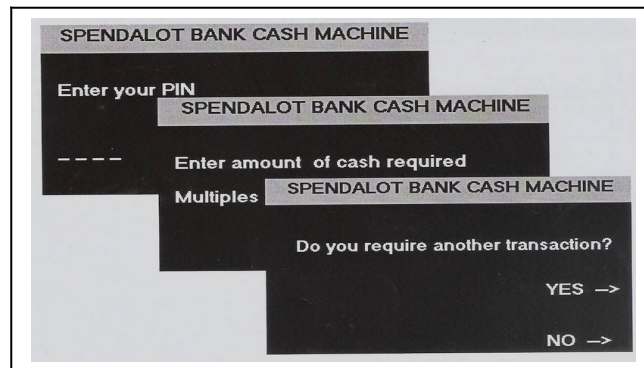 SPENDALOT BANK CASH MACHINE
Enter your PIN
– – – –
SPENDALOT BANK CASH MACHINE
Enter amount of cash required
Multiples
SPENDALOT BANK CASH MACHINE
Do you require another transaction?
YES –>
NO –>